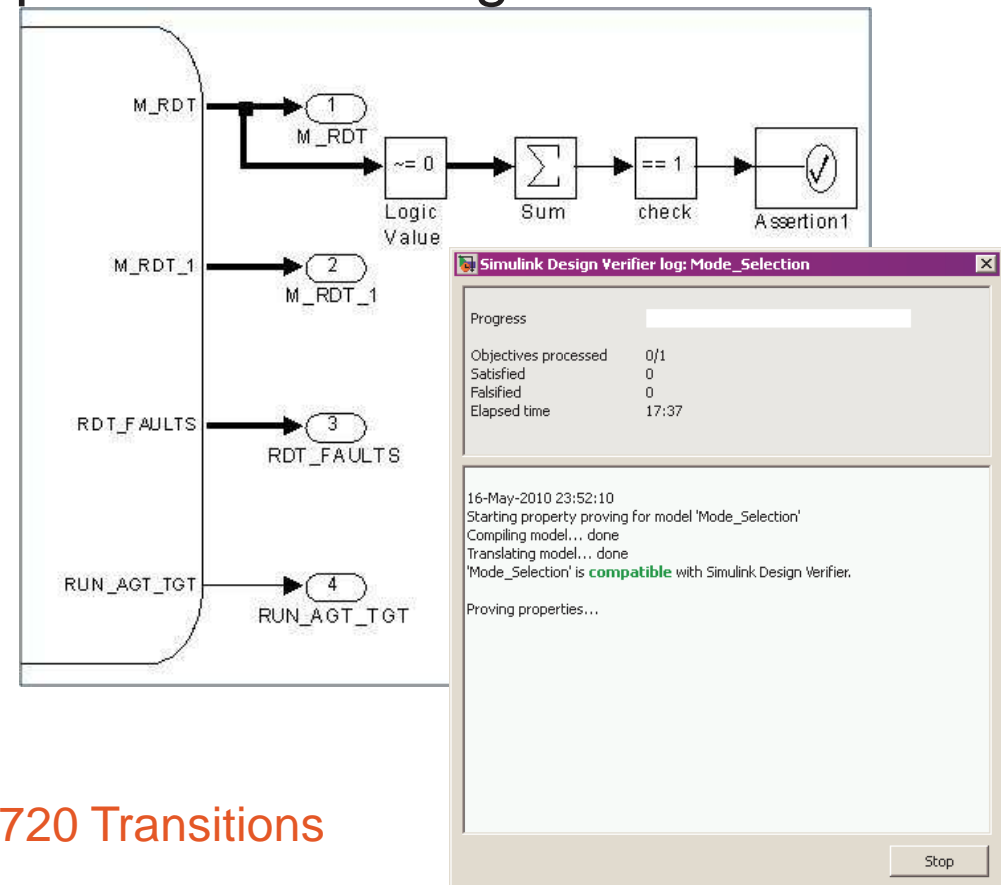 M_RDT
1
M_RDT
~= 0
Logic
Value
Sum
== 1
check
Assertion1
M_RDT_1
2
M_RDT_1
RDT_FAULTS
3
RDT_FAULTS
RUN_AGT_TGT
4
RUN_AGT_TGT
Simulink Design Verifier log: Mode_Selection
Progress
Objectives processed 0/1
Satisfied 0
Falsified 0
Elapsed time 17:37
16-May-2010 23:52:10
Starting property proving for model 'Mode_Selection'
Compiling model... done
Translating model... done
'Mode_Selection' is compatible with Simulink Design Verifier.
Proving properties...
Stop
720 Transitions